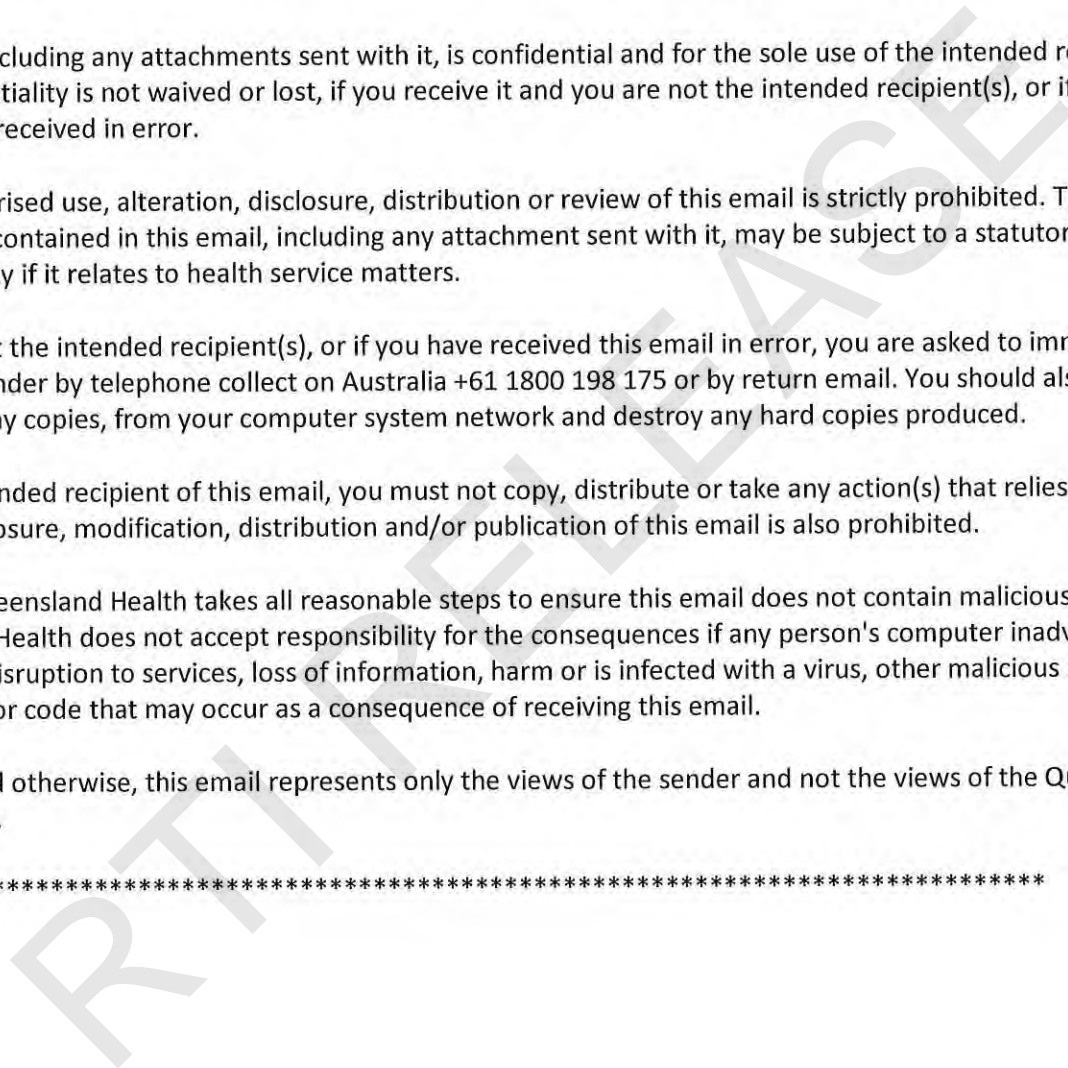 cluding any attachments sent with it, is confidential and for the sole use of the intended re
tiality is not waived or lost, if you receive it and you are not the intended recipient(s), or if
received in error.
rised use, alteration, disclosure, distribution or review of this email is strictly prohibited. T
contained in this email, including any attachment sent with it, may be subject to a statutor
y if it relates to health service matters.
t the intended recipient(s), or if you have received this email in error, you are asked to imr
nder by telephone collect on Australia +61 1800 198 175 or by return email. You should als
ny copies, from your computer system network and destroy any hard copies produced.
nded recipient of this email, you must not copy, distribute or take any action(s) that relies
osure, modification, distribution and/or publication of this email is also prohibited.
eensland Health takes all reasonable steps to ensure this email does not contain malicious
Health does not accept responsibility for the consequences if any person's computer inadv
isruption to services, loss of information, harm or is infected with a virus, other malicious
or code that may occur as a consequence of receiving this email.
d otherwise, this email represents only the views of the sender and not the views of the Qu
***********************************************************************
RTI RELEASE